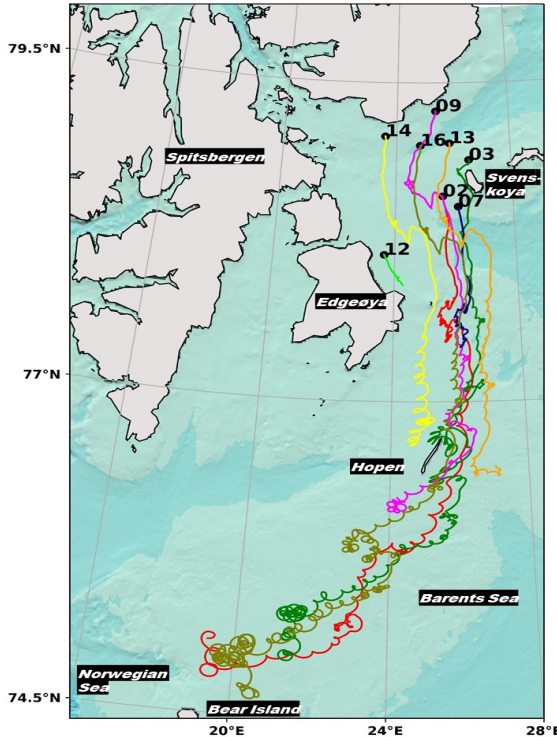 79.5°N
09
14
16
13
03
Spitsbergen
Svens-
koya
02
07
12
Edgeøya
77°N
Hopen
Barents Sea
Norwegian
Sea
74.5°N
Bear Island
20°E
24°E
28°E